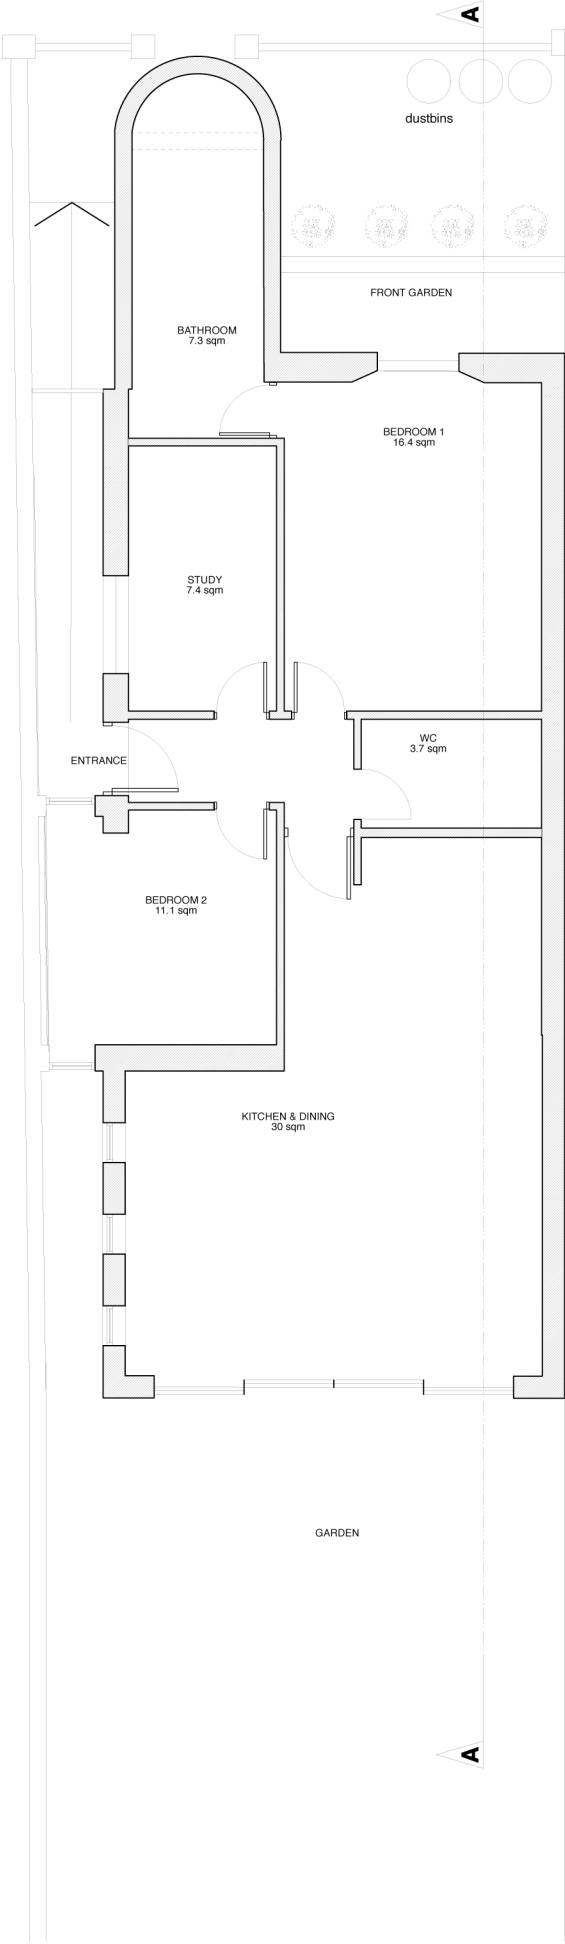 A
dustbins
FRONT GARDEN
BATHROOM
7.3 sqm
BEDROOM 1
16.4 sqm
STUDY
7.4 sqm
WC
3.7 sqm
ENTRANCE
BEDROOM 2
11.1 sqm
KITCHEN & DINING
30 sqm
GARDEN
A